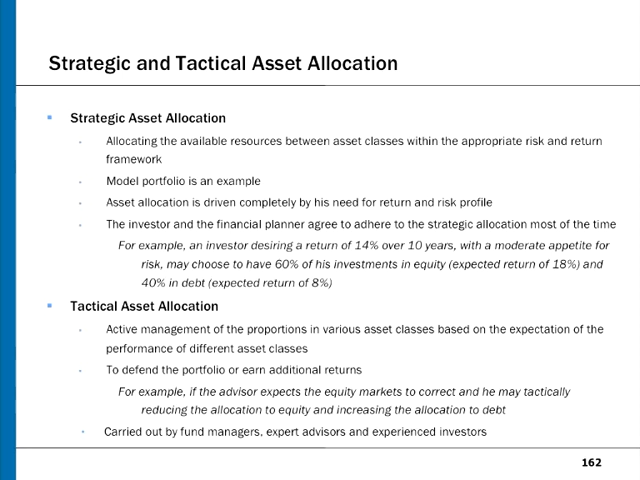 Strategic and Tactical Asset Allocation
Strategic Asset Allocation
Allocating the available resources between asset classes within the appropriate risk and return
framework
Model portfolio is an example
Asset allocation is driven completely by his need for return and risk profile
The investor and the financial planner agree to adhere to the strategic allocation most of the time
For example, an investor desiring a return of 14% over 10 years, with a moderate appetite for
risk, may choose to have 60% of his investments in equity (expected return of 18%) and
40% in debt (expected return of 8%)
Tactical Asset Allocation
Active management of the proportions in various asset classes based on the expectation of the
performance of different asset classes
To defend the portfolio or earn additional returns
For example, if the advisor expects the equity markets to correct and he may tactically
reducing the allocation to equity and increasing the allocation to debt
Carried out by fund managers, expert advisors and experienced investors
162